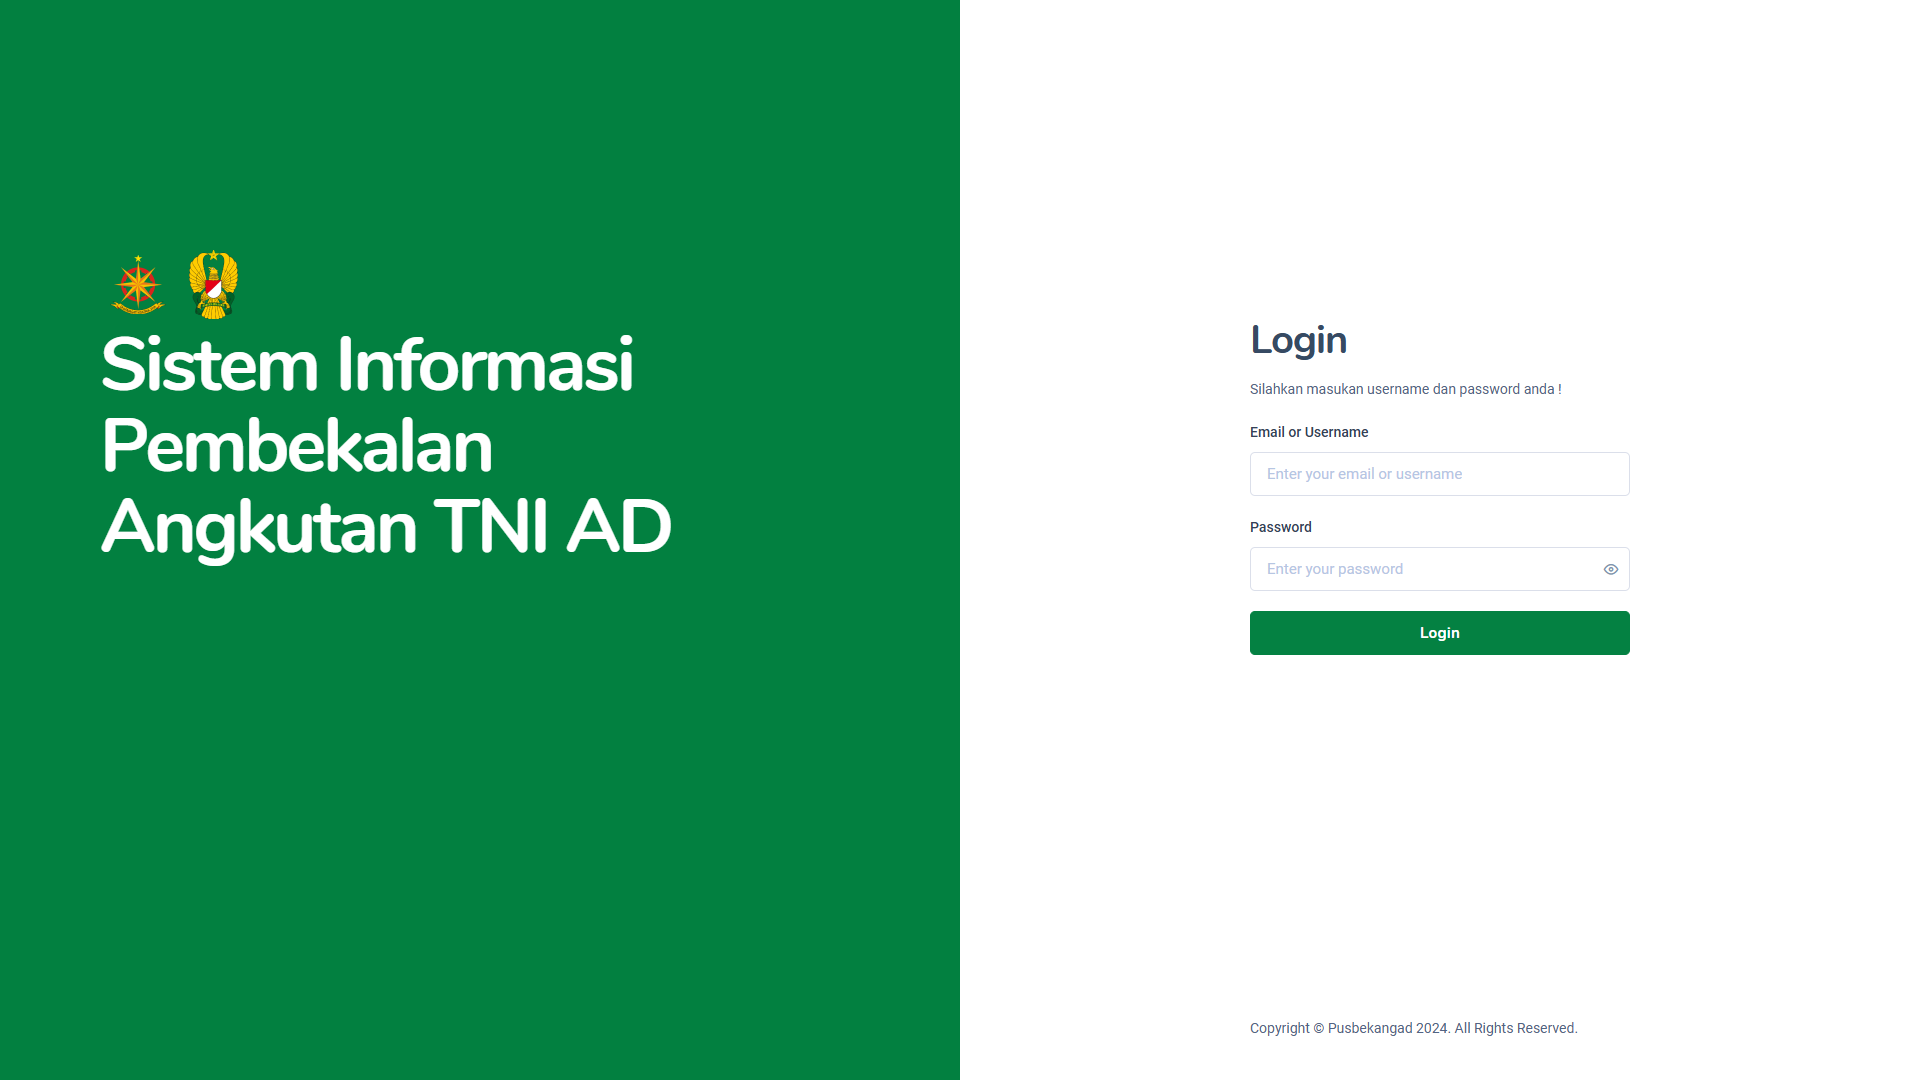 Sistem Informasi
Pembekalan
Angkutan TNI AD
Login
Silahkan masukan username dan password anda !
Email or Username
Enter your email or username
Password
Enter your password
Login
Copyright © Pusbekangad 2024. All Rights Reserved.